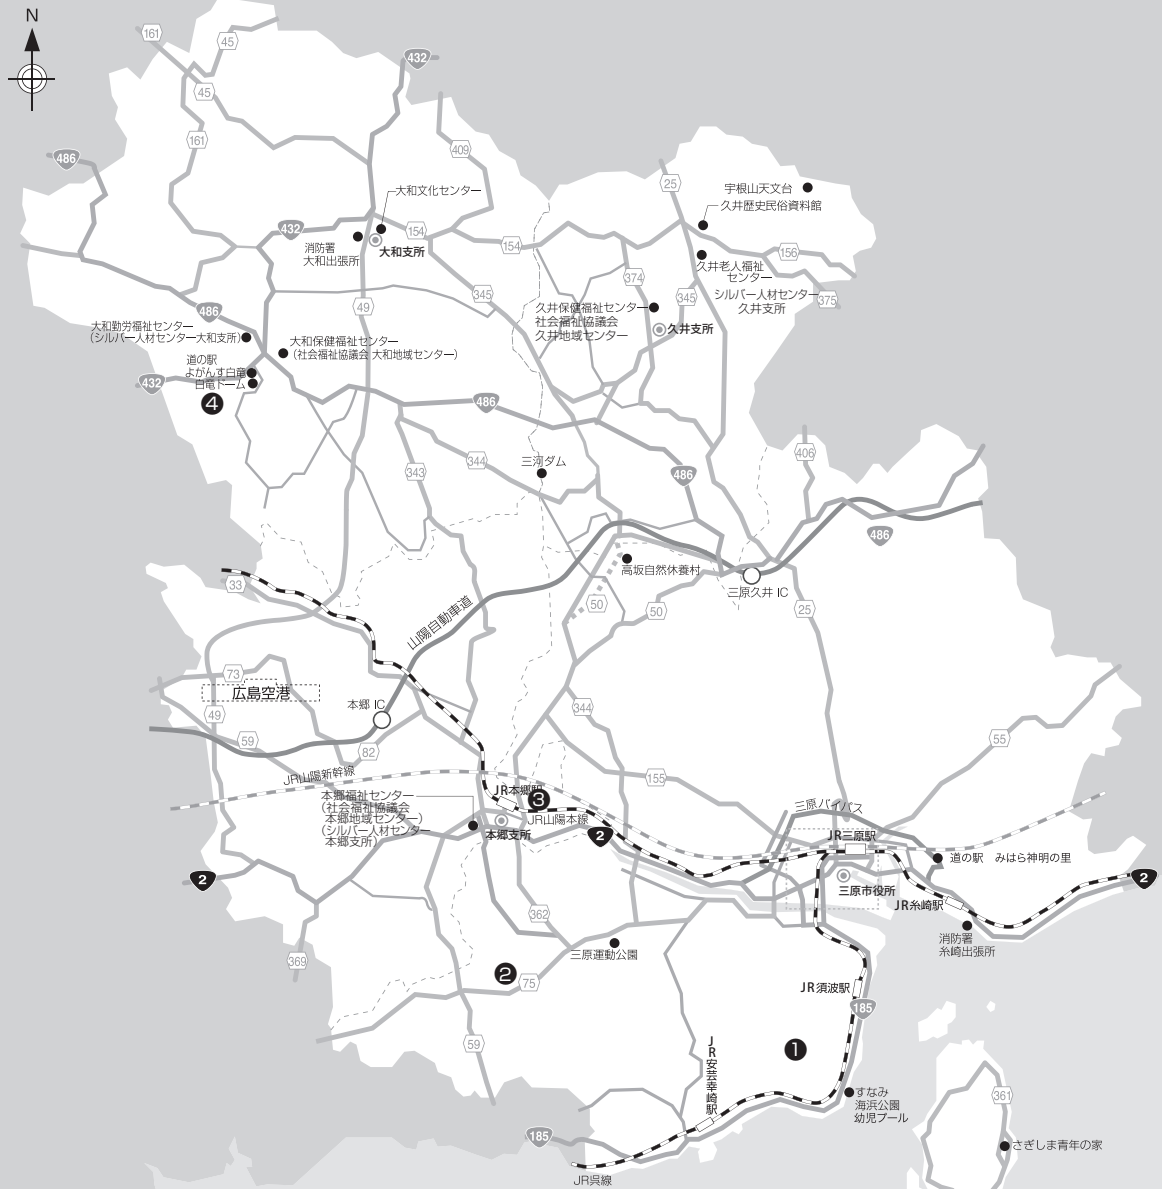 N
161
45
432
45
161
409
486
25
宇根山天文台
大和文化センター
久井歴史民俗資料館
432
154
消防署
大和出張所
大和支所
154
156
久井老人福祉
センター
374
345
345
シルバー人材センター
久井支所
375
49
久井保健福祉センター
社会福祉協議会
久井地域センター
久井支所
486
大和勤労福祉センター
（シルバー人材センター大和支所）
大和保健福祉センター
（社会福祉協議会 大和地域センター）
道の駅
よがんす白竜
白竜ドーム
432
4
486
344
343
三河ダム
406
486
486
高坂自然休養村
三原久井 IC
33
50
50
25
山陽自動車道
73
広島空港
本郷 IC
49
59
82
344
55
JR山陽新幹線
155
本郷福祉センター
（社会福祉協議会
本郷地域センター）
（シルバー人材センター
本郷支所）
JR本郷駅
3
JR山陽本線
75
本郷支所
2
三原バイパス
JR三原駅
道の駅　みはら神明の里
2
三原市役所
2
JR糸崎駅
362
消防署
糸崎出張所
三原運動公園
369
2
75
JR須波駅
185
59
1
JR安芸幸崎駅
すなみ
海浜公園
幼児プール
361
185
さぎしま青年の家
JR呉線